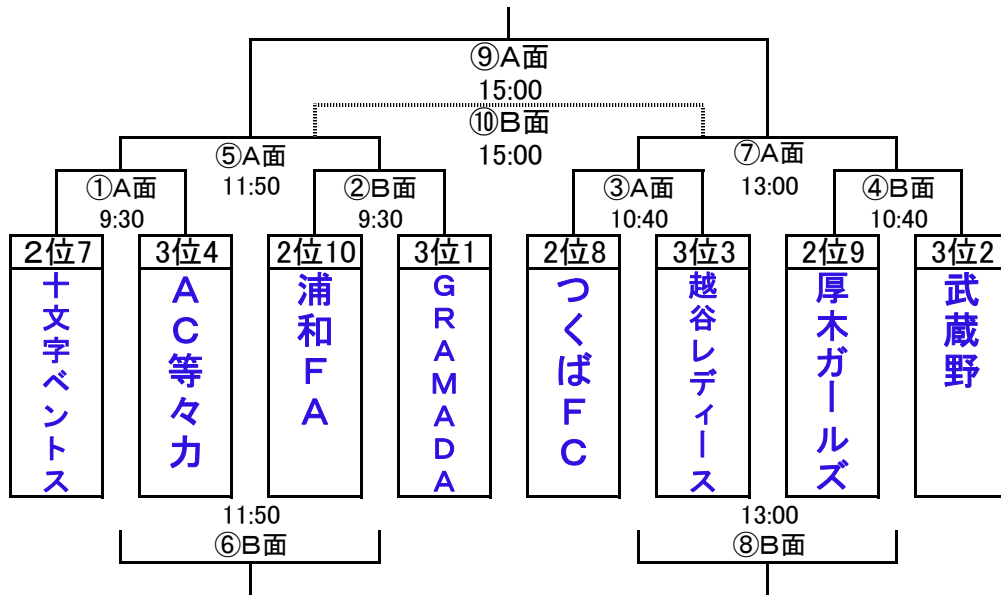 ⑨A面
15:00
⑩B面
15:00
⑤A面
11:50
⑦A面
13:00
①A面
9:30
②B面
9:30
③A面
10:40
④B面
10:40
2位7
3位4
2位10
3位1
2位8
3位3
2位9
3位2
十文字ベントス
AC等々力
浦和FA
GRAMADA
つくばFC
越谷レディース
厚木ガールズ
武蔵野
11:50
⑥B面
13:00
⑧B面